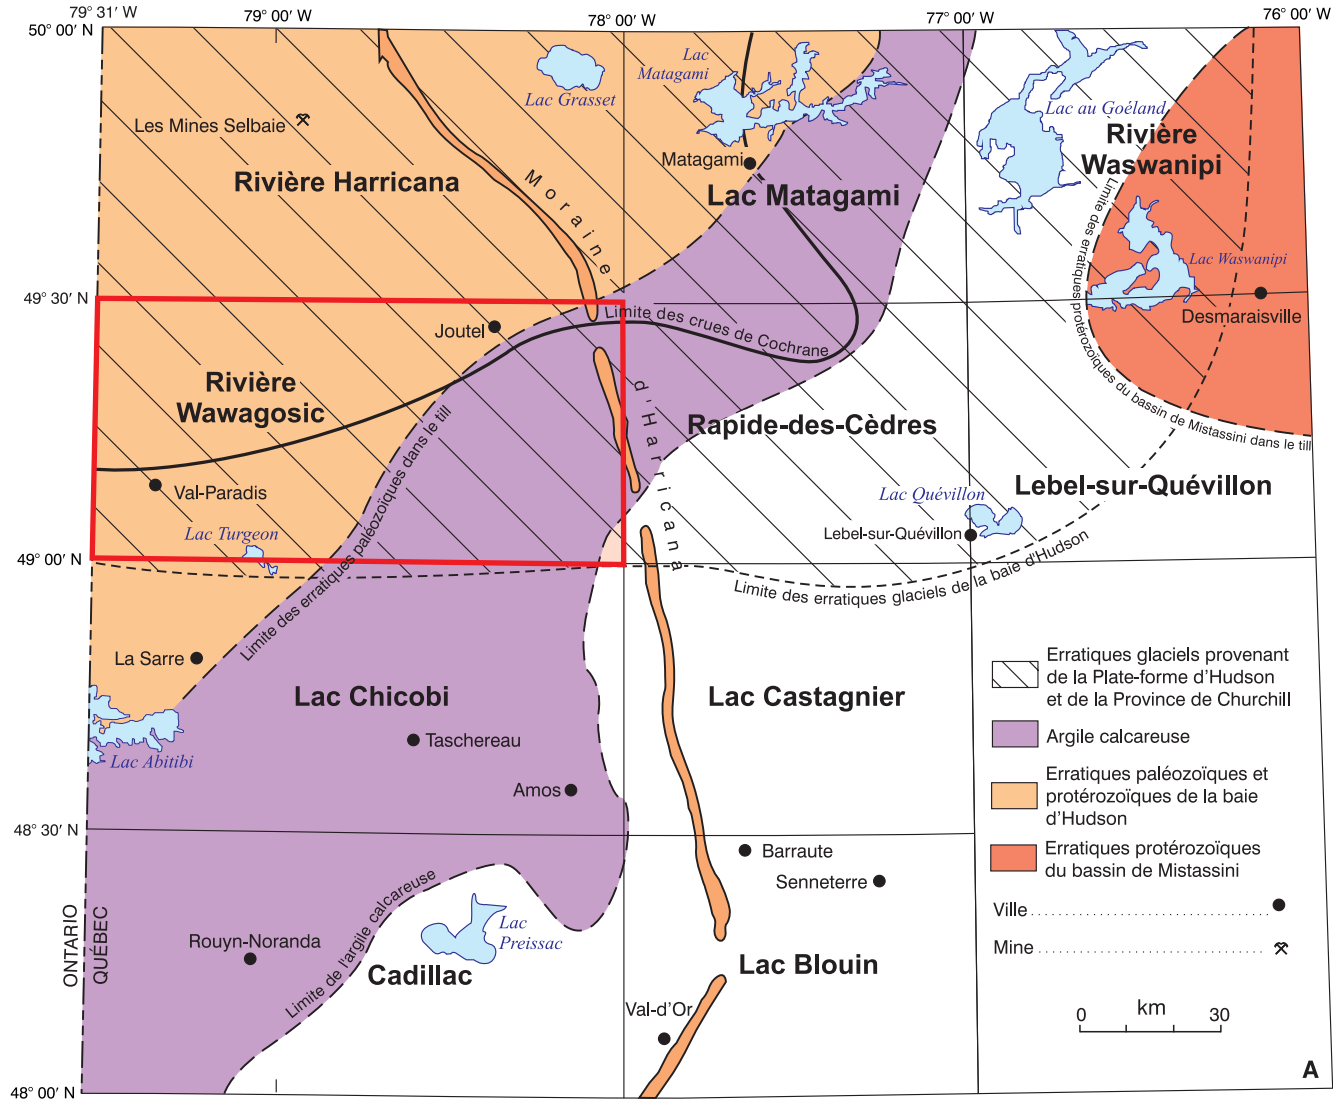 79° 31′ W
79° 00′ W
78° 00′ W
77° 00′ W
76° 00′ W
50° 00′ N
Lac
Matagami
Lac Grasset
Lac au Goéland
Les Mines Selbaie
Rivière
Waswanipi
Matagami
Rivière Harricana
Moraine
Lac Matagami
Limite des erratiques protérozoïques du bassin de Mistassini dans le till
Lac Waswanipi
49° 30′ N
Joutel
Limite des crues de Cochrane
Desmaraisville
Rivière
Wawagosic
d'Harricana
Rapide-des-Cèdres
Val-Paradis
Lac Quévillon
Lebel-sur-Quévillon
Lac Turgeon
Lebel-sur-Quévillon
49° 00′ N
Limite des erratiques paléozoïques dans le till
Limite des erratiques glaciels de la baie d'Hudson
La Sarre
Lac Chicobi
Lac Castagnier
Lac Abitibi
Taschereau
Amos
48° 30′ N
Barraute
Senneterre
Limite de l'argile calcareuse
Lac
Preissac
ONTARIO
QUÉBEC
Rouyn-Noranda
Cadillac
Lac Blouin
Val-d'Or
48° 00′ N
Erratiques glaciels provenant
de la Plate-forme d'Hudson
et de la Province de Churchill
Argile calcareuse
Erratiques paléozoïques et
protérozoïques de la baie
d'Hudson
Erratiques protérozoïques
du bassin de Mistassini
Ville
Mine
0 km 30
A